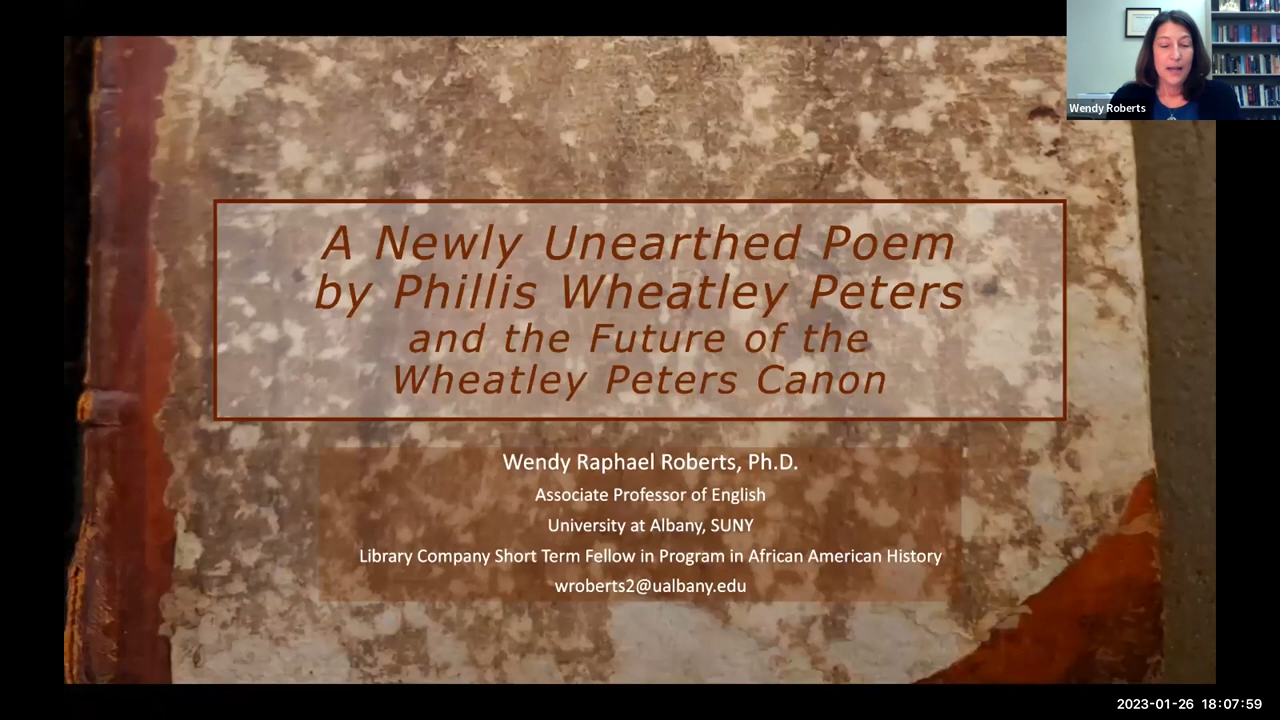 Wendy Roberts
A Newly Unearthed Poem
by Phillis Wheatley Peters
and the Future of the
Wheatley Peters Canon
Wendy Raphael Roberts, Ph.D.
Associate Professor of English
University at Albany, SUNY
Library Company Short Term Fellow in Program in African American History
wroberts2@ualbany.edu
2023-01-26 18:07:59